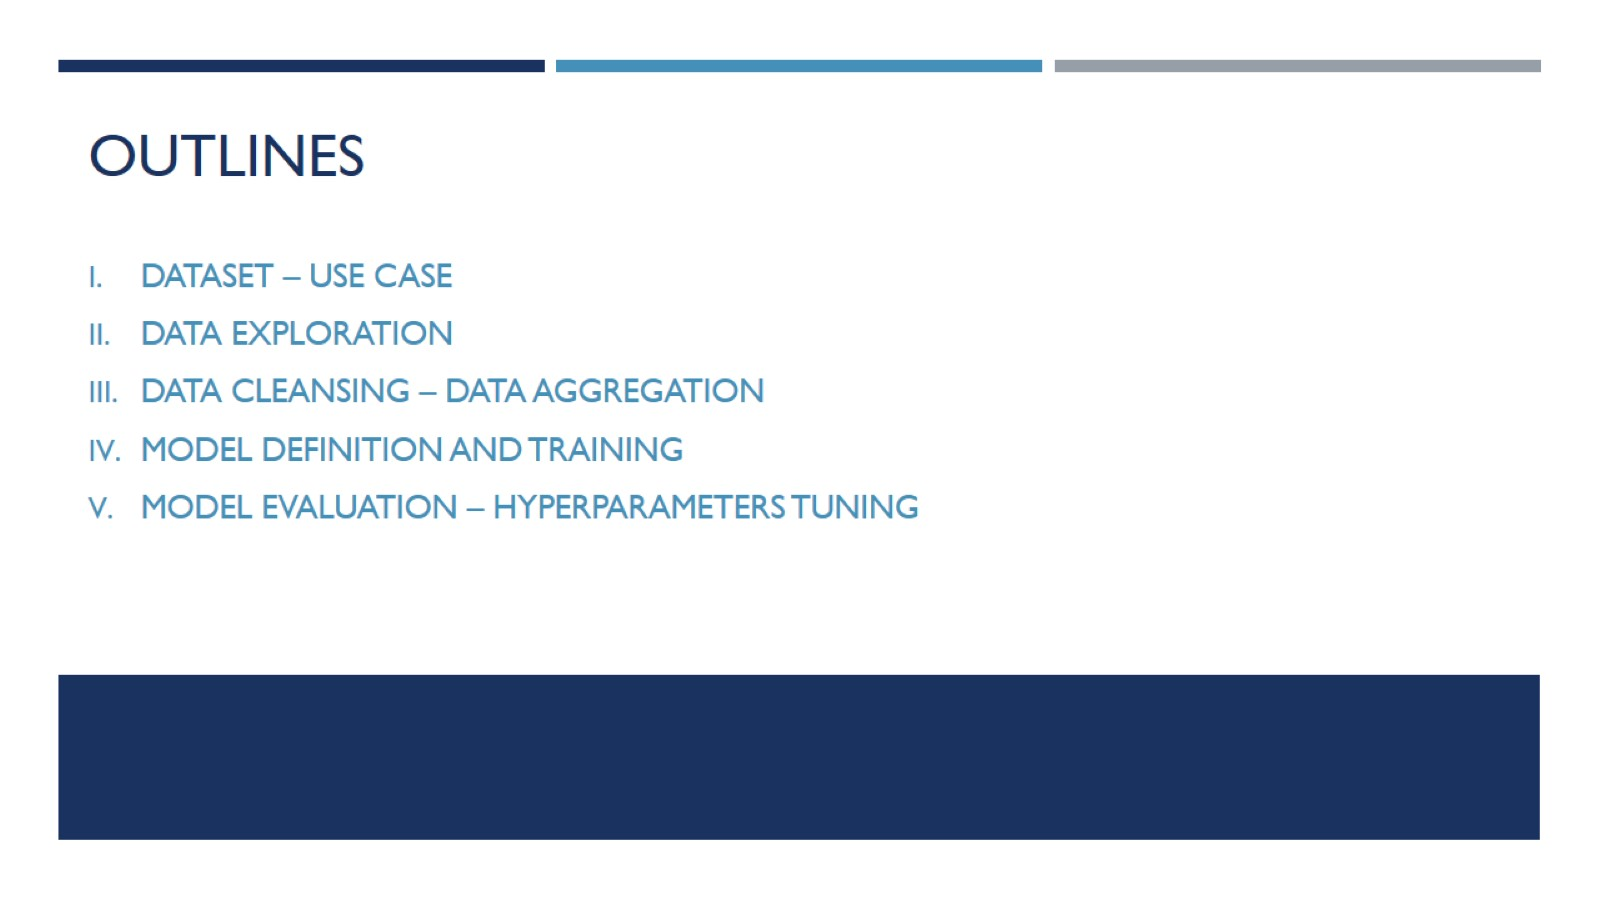 OUTLINES
I. DATASET – USE CASE
II. DATA EXPLORATION
III. DATA CLEANSING – DATA AGGREGATION
IV. MODEL DEFINITION AND TRAINING
V. MODEL EVALUATION – HYPERPARAMETERS TUNING